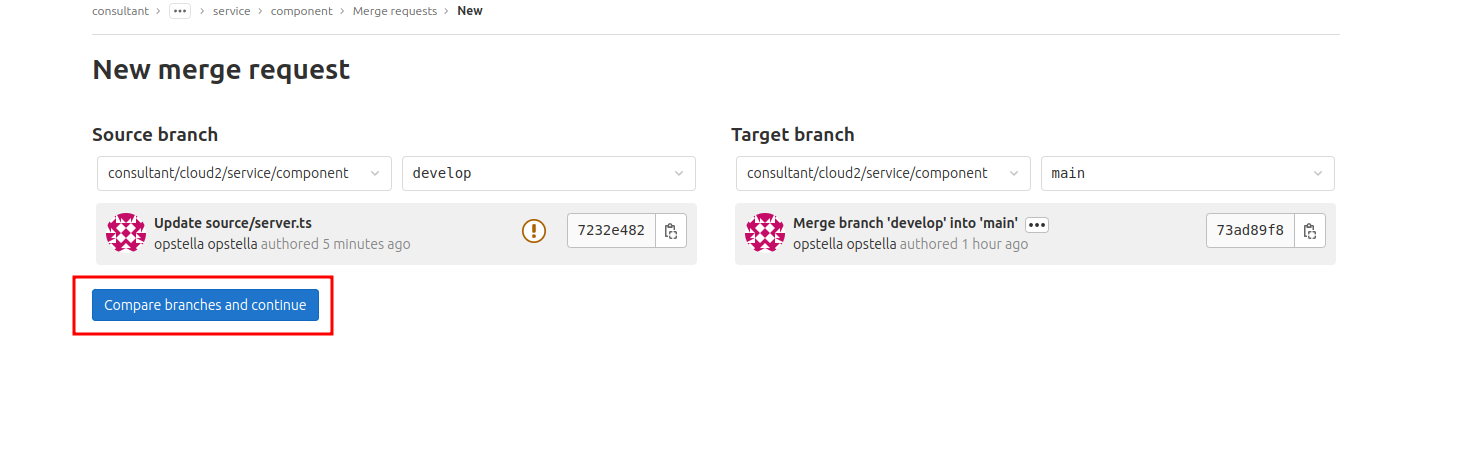 consultant › ••• › service › component › Merge requests › New
New merge request
Source branch
consultant/cloud2/service/component
develop
Update source/server.ts
opstella opstella authored 5 minutes ago
7232e482
Target branch
consultant/cloud2/service/component
main
Merge branch 'develop' into 'main' •••
opstella opstella authored 1 hour ago
73ad89f8
Compare branches and continue